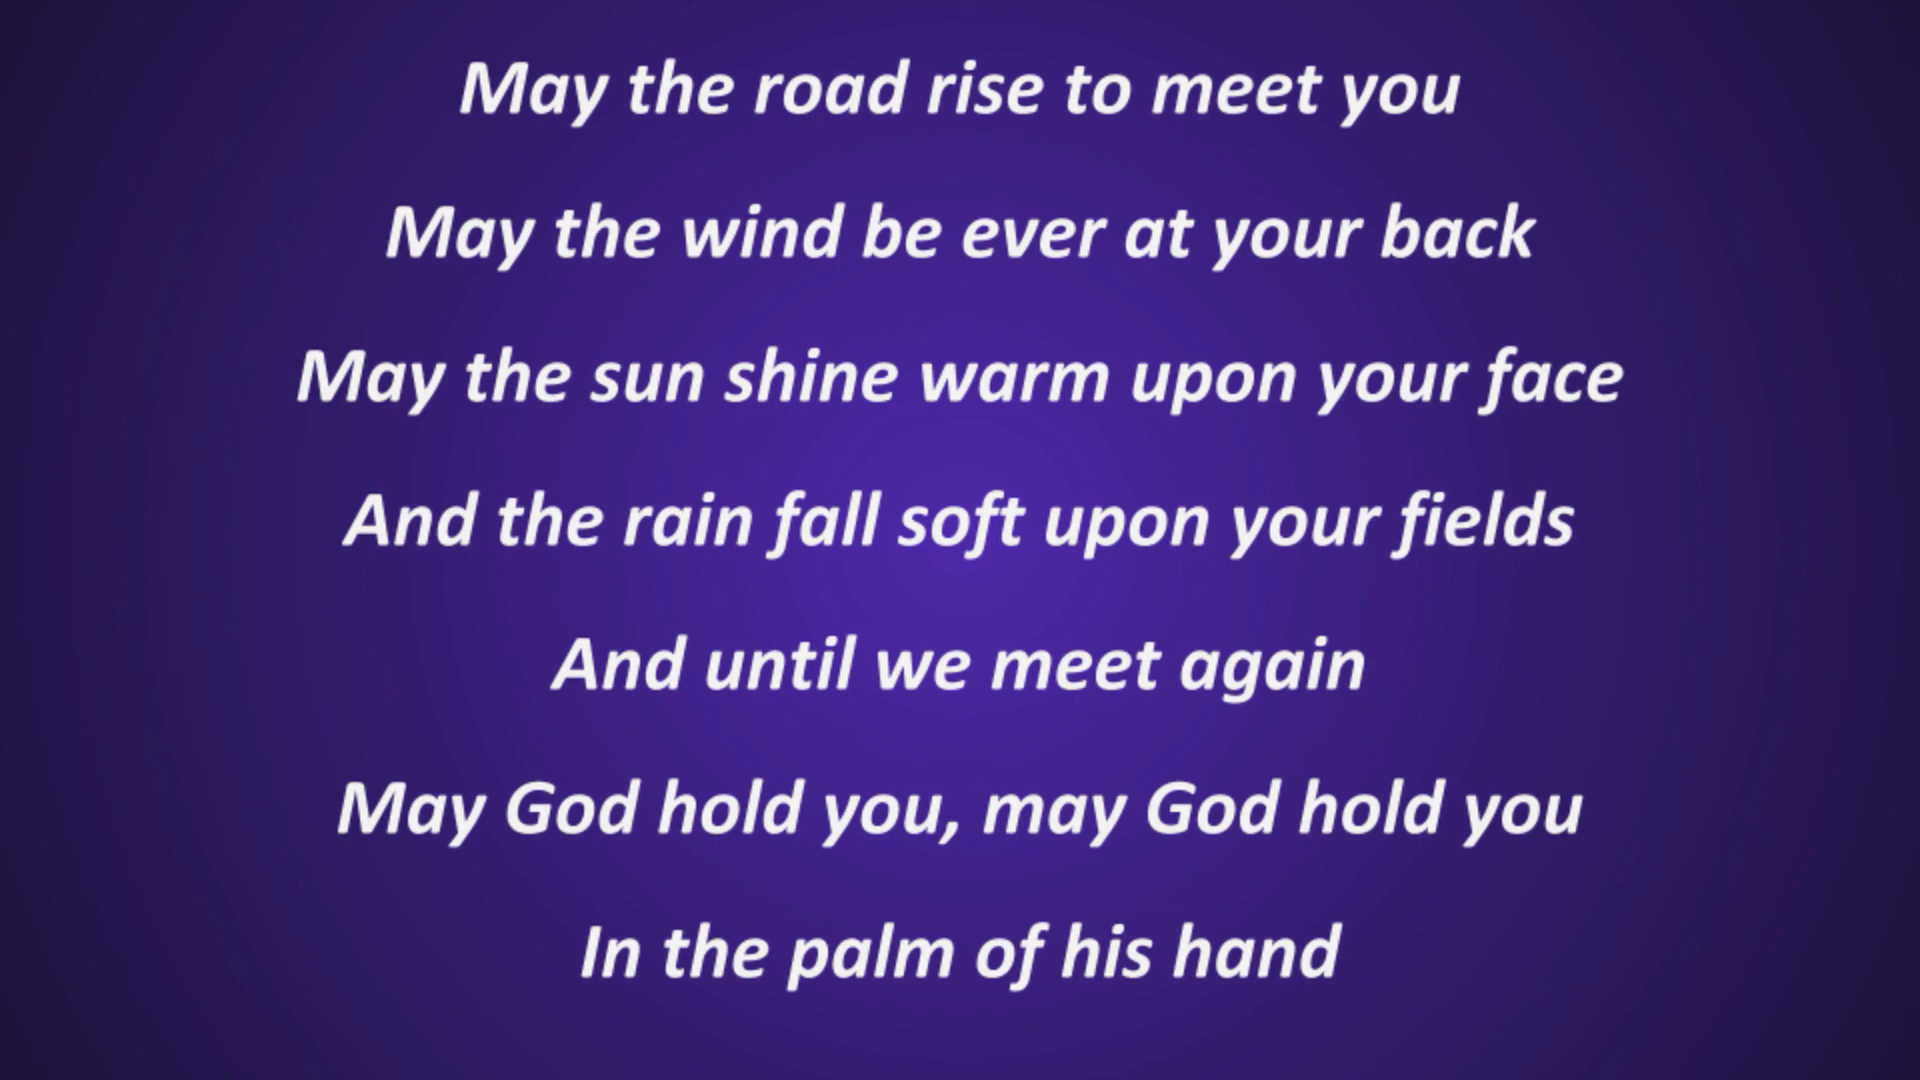 May the road rise to meet you
May the wind be ever at your back
May the sun shine warm upon your face
And the rain fall soft upon your fields
And until we meet again
May God hold you, may God hold you
In the palm of his hand